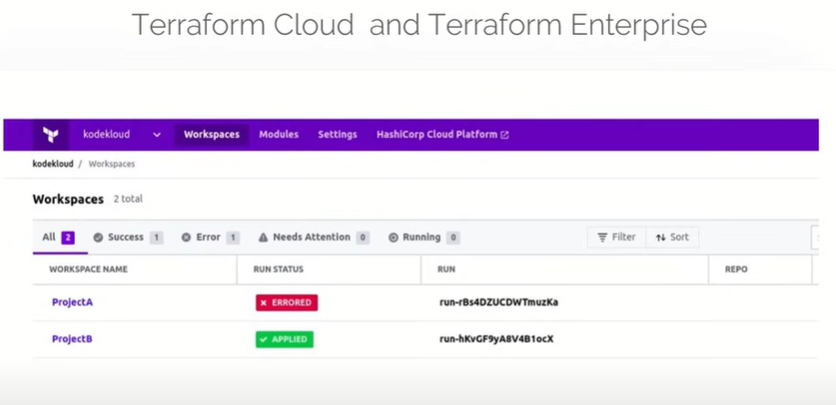 Terraform Cloud and Terraform Enterprise
kodekloud Workspaces Modules Settings HashiCorp Cloud Platform
kodekloud / Workspaces
Workspaces 2 total
All 2 Success 1 Error 1 Needs Attention 0 Running 0 Filter Sort
WORKSPACE NAME RUN STATUS RUN REPO
ProjectA ERRORED run-rBs4DZUCDWTmuzKa
ProjectB APPLIED run-hKvGF9yA8V4B1ocX